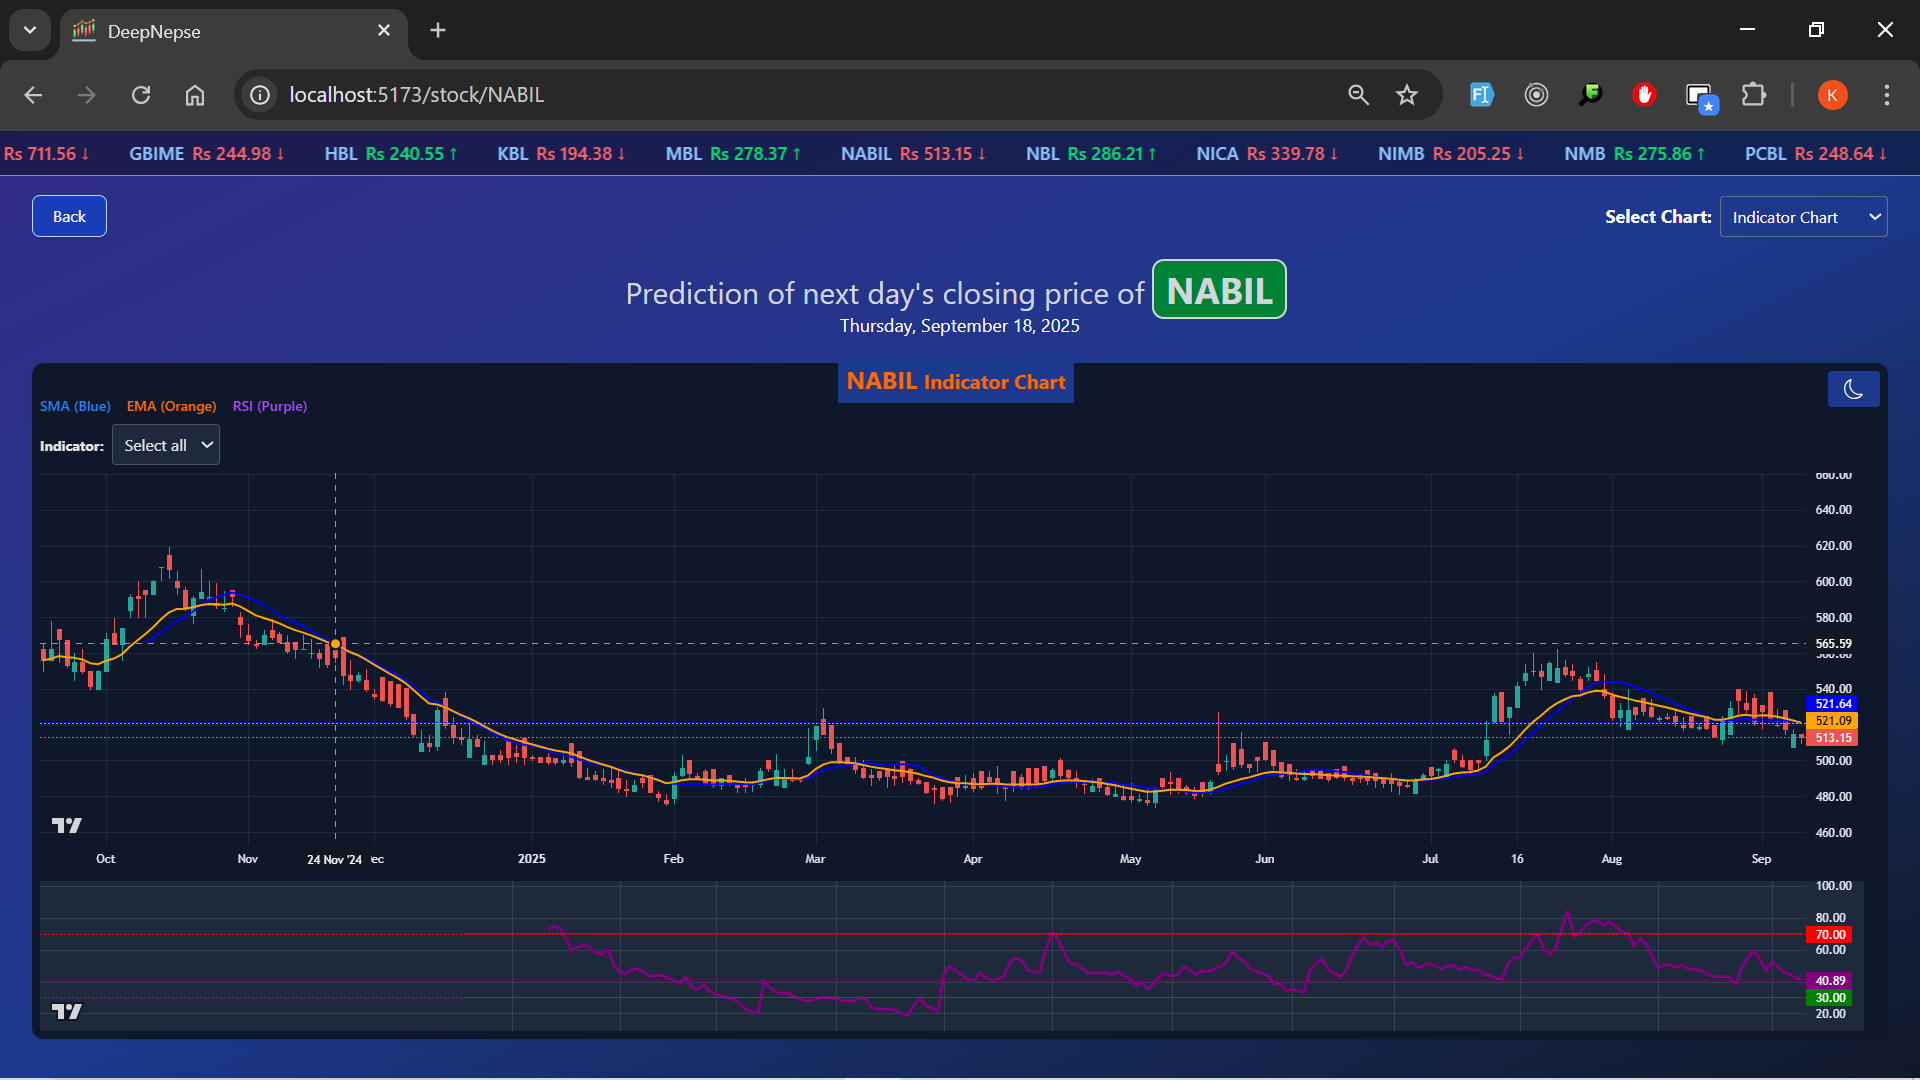 DeepNepse
localhost:5173/stock/NABIL
K
Rs 711.56 ↓ GBIME Rs 244.98 ↓ HBL Rs 240.55 ↑ KBL Rs 194.38 ↓ MBL Rs 278.37 ↑ NABIL Rs 513.15 ↓ NBL Rs 286.21 ↑ NICA Rs 339.78 ↓ NIMB Rs 205.25 ↓ NMB Rs 275.86 ↑ PCBL Rs 248.64 ↓
Back
Select Chart: Indicator Chart
Prediction of next day's closing price of NABIL
Thursday, September 18, 2025
NABIL Indicator Chart
SMA (Blue) EMA (Orange) RSI (Purple)
Indicator: Select all
660.00
640.00
620.00
600.00
580.00
565.59
560.00
540.00
521.64
521.09
513.15
500.00
480.00
460.00
Oct Nov 24 Nov '24 ec 2025 Feb Mar Apr May Jun Jul 16 Aug Sep
100.00
80.00
70.00
60.00
40.89
30.00
20.00